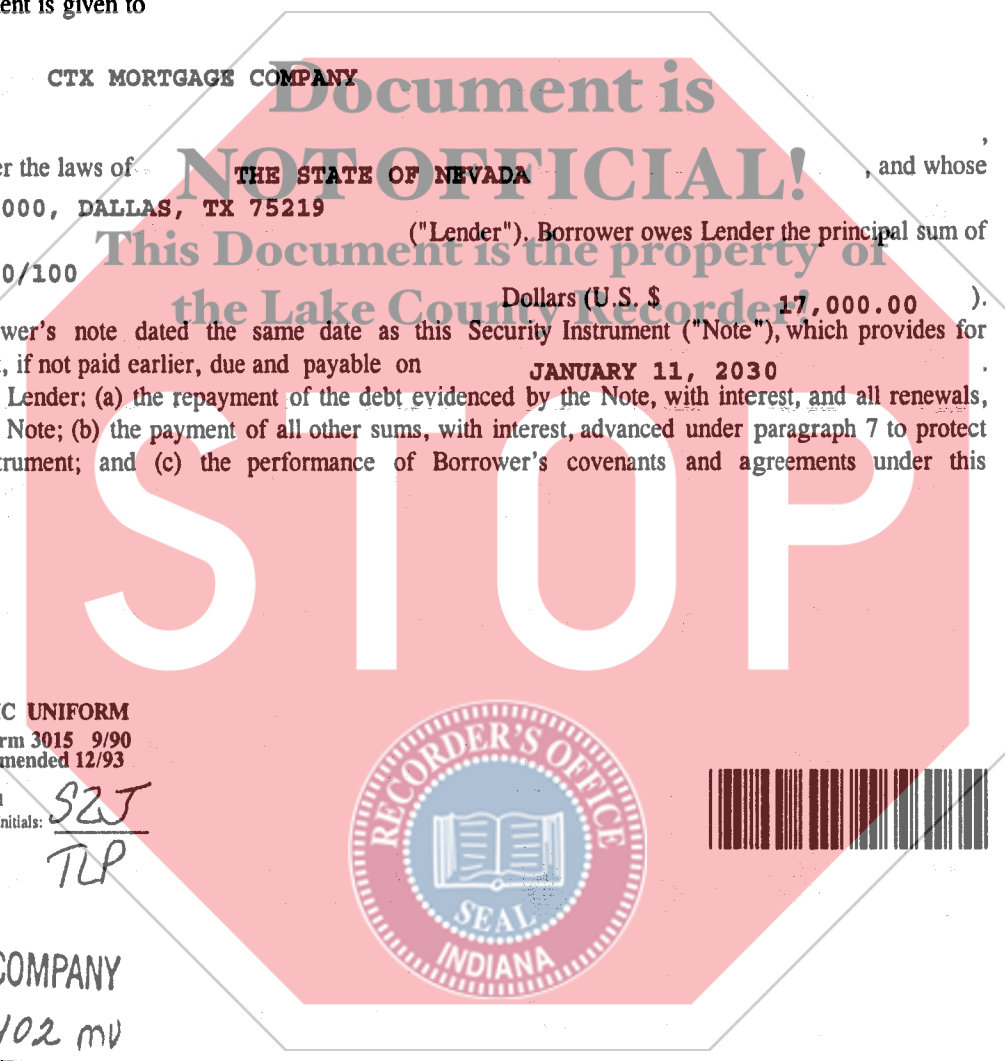 ent is given to
CTX MORTGAGE COMPANY
Document is
,
er the laws of THE STATE OF NEVADA , and whose
NOT OFFICIAL!
000, DALLAS, TX 75219
("Lender"). Borrower owes Lender the principal sum of
This Document is the property of
0/100
Dollars (U.S. $ 17,000.00 ).
the Lake County Recorder!
wer's note dated the same date as this Security Instrument ("Note"), which provides for
, if not paid earlier, due and payable on JANUARY 11, 2030 .
Lender: (a) the repayment of the debt evidenced by the Note, with interest, and all renewals,
Note; (b) the payment of all other sums, with interest, advanced under paragraph 7 to protect
trument; and (c) the performance of Borrower's covenants and agreements under this
STOP
C UNIFORM
rm 3015 9/90
mended 12/93
nitials: SZJ
TLP
RECORDER'S OFFICE
SEAL
INDIANA
COMPANY
102 mv